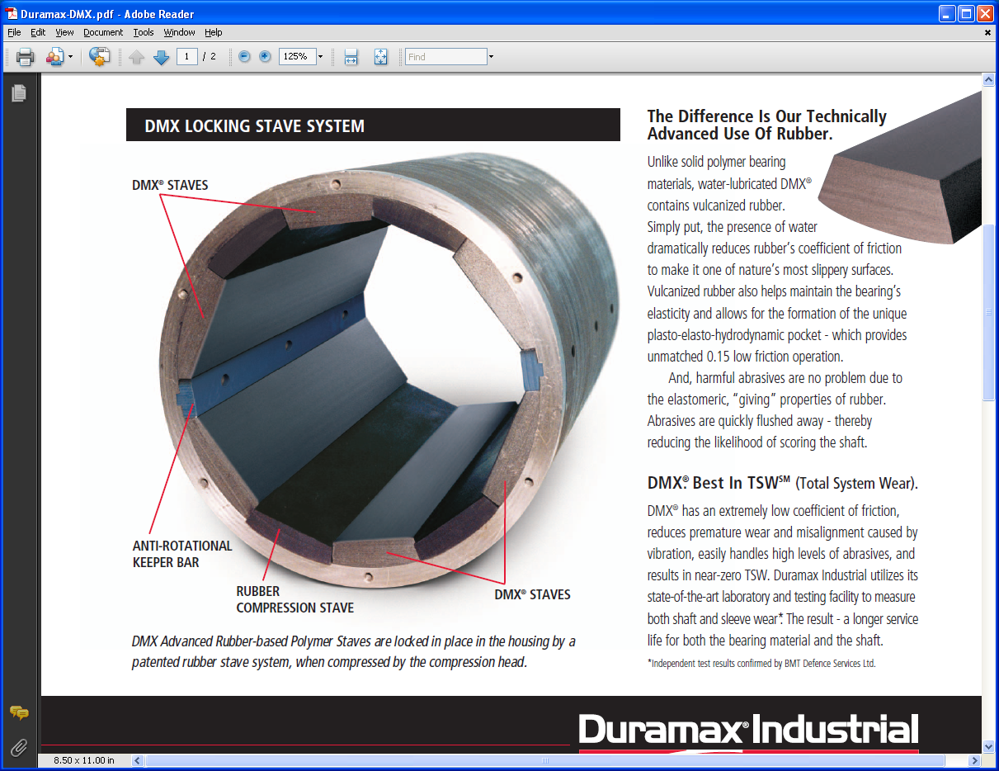 Duramax-DMX.pdf - Adobe Reader
File Edit View Document Tools Window Help
1 / 2 125% Find
DMX LOCKING STAVE SYSTEM
DMX® STAVES
ANTI-ROTATIONAL
KEEPER BAR
RUBBER
COMPRESSION STAVE
DMX® STAVES
DMX Advanced Rubber-based Polymer Staves are locked in place in the housing by a
patented rubber stave system, when compressed by the compression head.
The Difference Is Our Technically
Advanced Use Of Rubber.
Unlike solid polymer bearing
materials, water-lubricated DMX®
contains vulcanized rubber.
Simply put, the presence of water
dramatically reduces rubber's coefficient of friction
to make it one of nature's most slippery surfaces.
Vulcanized rubber also helps maintain the bearing's
elasticity and allows for the formation of the unique
plasto-elasto-hydrodynamic pocket - which provides
unmatched 0.15 low friction operation.
And, harmful abrasives are no problem due to
the elastomeric, “giving” properties of rubber.
Abrasives are quickly flushed away - thereby
reducing the likelihood of scoring the shaft.
DMX®. Best In TSW℠ (Total System Wear).
DMX® has an extremely low coefficient of friction,
reduces premature wear and misalignment caused by
vibration, easily handles high levels of abrasives, and
results in near-zero TSW. Duramax Industrial utilizes its
state-of-the-art laboratory and testing facility to measure
both shaft and sleeve wear*. The result - a longer service
life for both the bearing material and the shaft.
*Independent test results confirmed by BMT Defence Services Ltd.
Duramax® Industrial
8.50 x 11.00 in